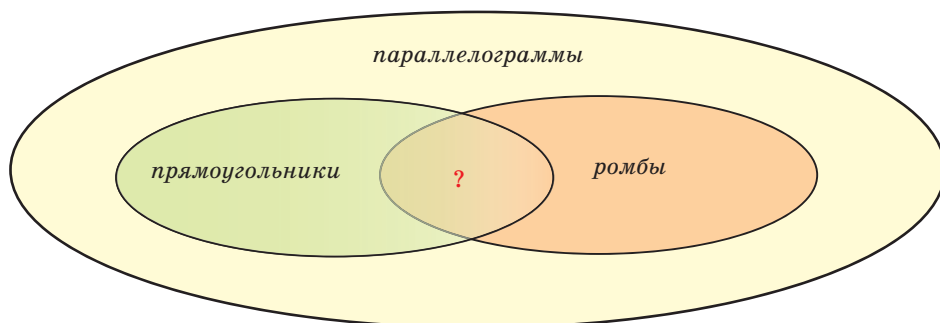 параллелограммы
прямоугольники
?
ромбы